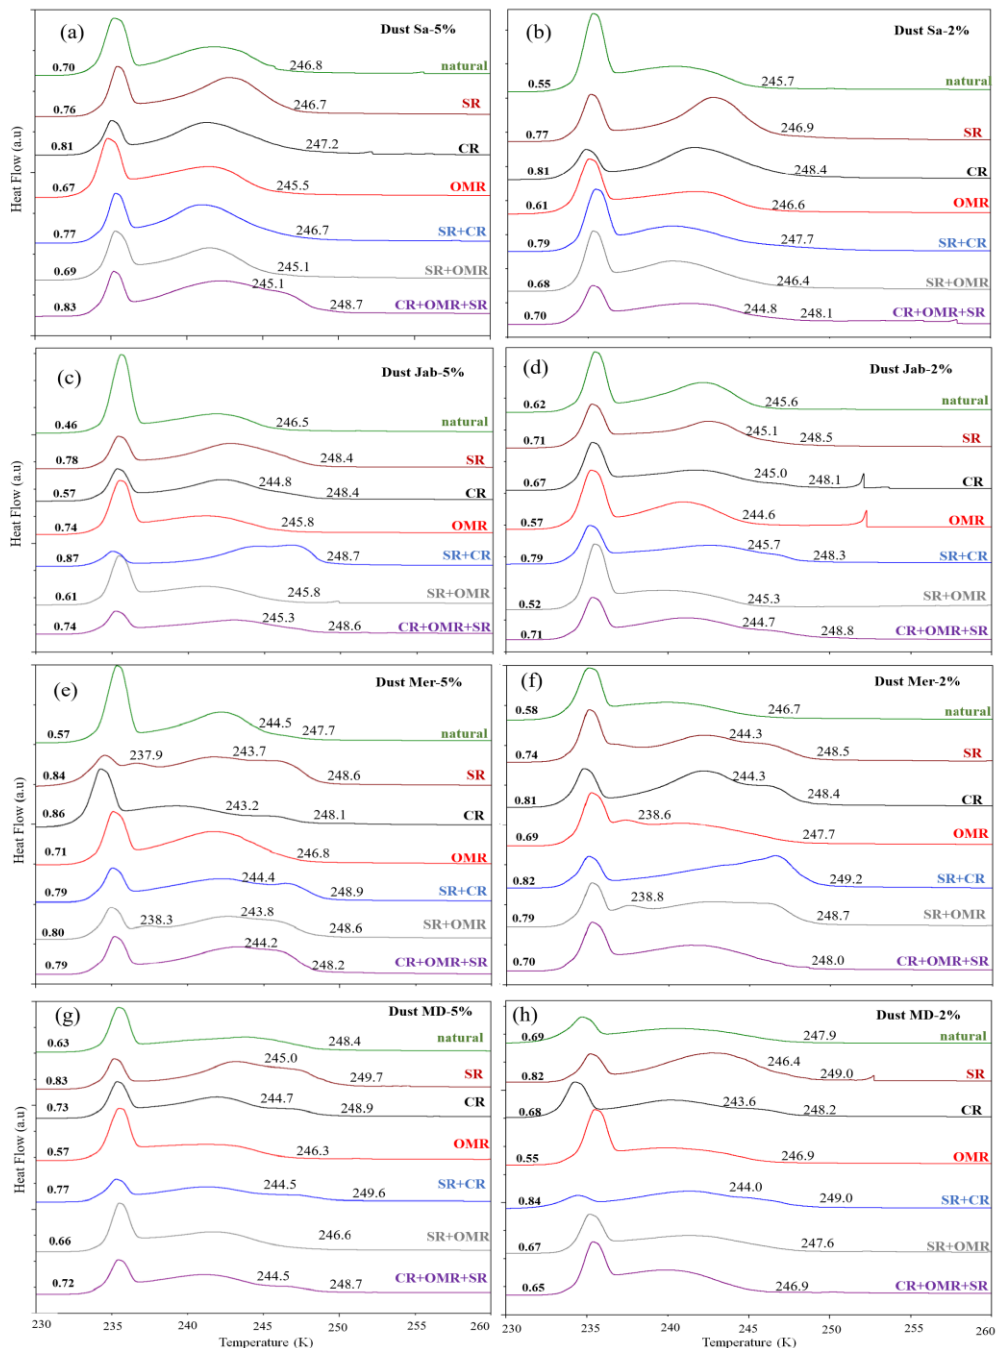 (a)
Dust Sa-5%
0.70
246.8
natural
0.76
246.7
SR
0.81
247.2
CR
0.67
245.5
OMR
0.77
246.7
SR+CR
0.69
245.1
SR+OMR
0.83
245.1
248.7
CR+OMR+SR
Heat Flow (a.u)
(b)
Dust Sa-2%
0.55
245.7
natural
0.77
246.9
SR
0.81
248.4
CR
0.61
246.6
OMR
0.79
247.7
SR+CR
0.68
246.4
SR+OMR
0.70
244.8
248.1
CR+OMR+SR
(c)
Dust Jab-5%
0.46
246.5
natural
0.78
248.4
SR
0.57
244.8
248.4
CR
0.74
245.8
OMR
0.87
248.7
SR+CR
0.61
245.8
SR+OMR
0.74
245.3
248.6
CR+OMR+SR
Heat Flow (a.u)
(d)
Dust Jab-2%
0.62
245.6
natural
0.71
245.1
248.5
SR
0.67
245.0
248.1
CR
0.57
244.6
OMR
0.79
245.7
248.3
SR+CR
0.52
245.3
SR+OMR
0.71
244.7
248.8
CR+OMR+SR
(e)
Dust Mer-5%
0.57
244.5
247.7
natural
0.84
237.9
243.7
248.6
SR
0.86
243.2
248.1
CR
0.71
246.8
OMR
0.79
244.4
248.9
SR+CR
0.80
238.3
243.8
248.6
SR+OMR
0.79
244.2
248.2
CR+OMR+SR
Heat Flow (a.u)
(f)
Dust Mer-2%
0.58
246.7
natural
0.74
244.3
248.5
SR
0.81
244.3
248.4
CR
0.69
238.6
247.7
OMR
0.82
249.2
SR+CR
0.79
238.8
248.7
SR+OMR
0.70
248.0
CR+OMR+SR
(g)
Dust MD-5%
0.63
248.4
natural
0.83
245.0
249.7
SR
0.73
244.7
248.9
CR
0.57
246.3
OMR
0.77
244.5
249.6
SR+CR
0.66
246.6
SR+OMR
0.72
244.5
248.7
CR+OMR+SR
Heat Flow (a.u)
230 235 240 245 250 255 260
Temperature (K)
(h)
Dust MD-2%
0.69
247.9
natural
0.82
246.4
249.0
SR
0.68
243.6
248.2
CR
0.55
246.9
OMR
0.84
244.0
249.0
SR+CR
0.67
247.6
SR+OMR
0.65
246.9
CR+OMR+SR
230 235 240 245 250 255 260
Temperature (K)